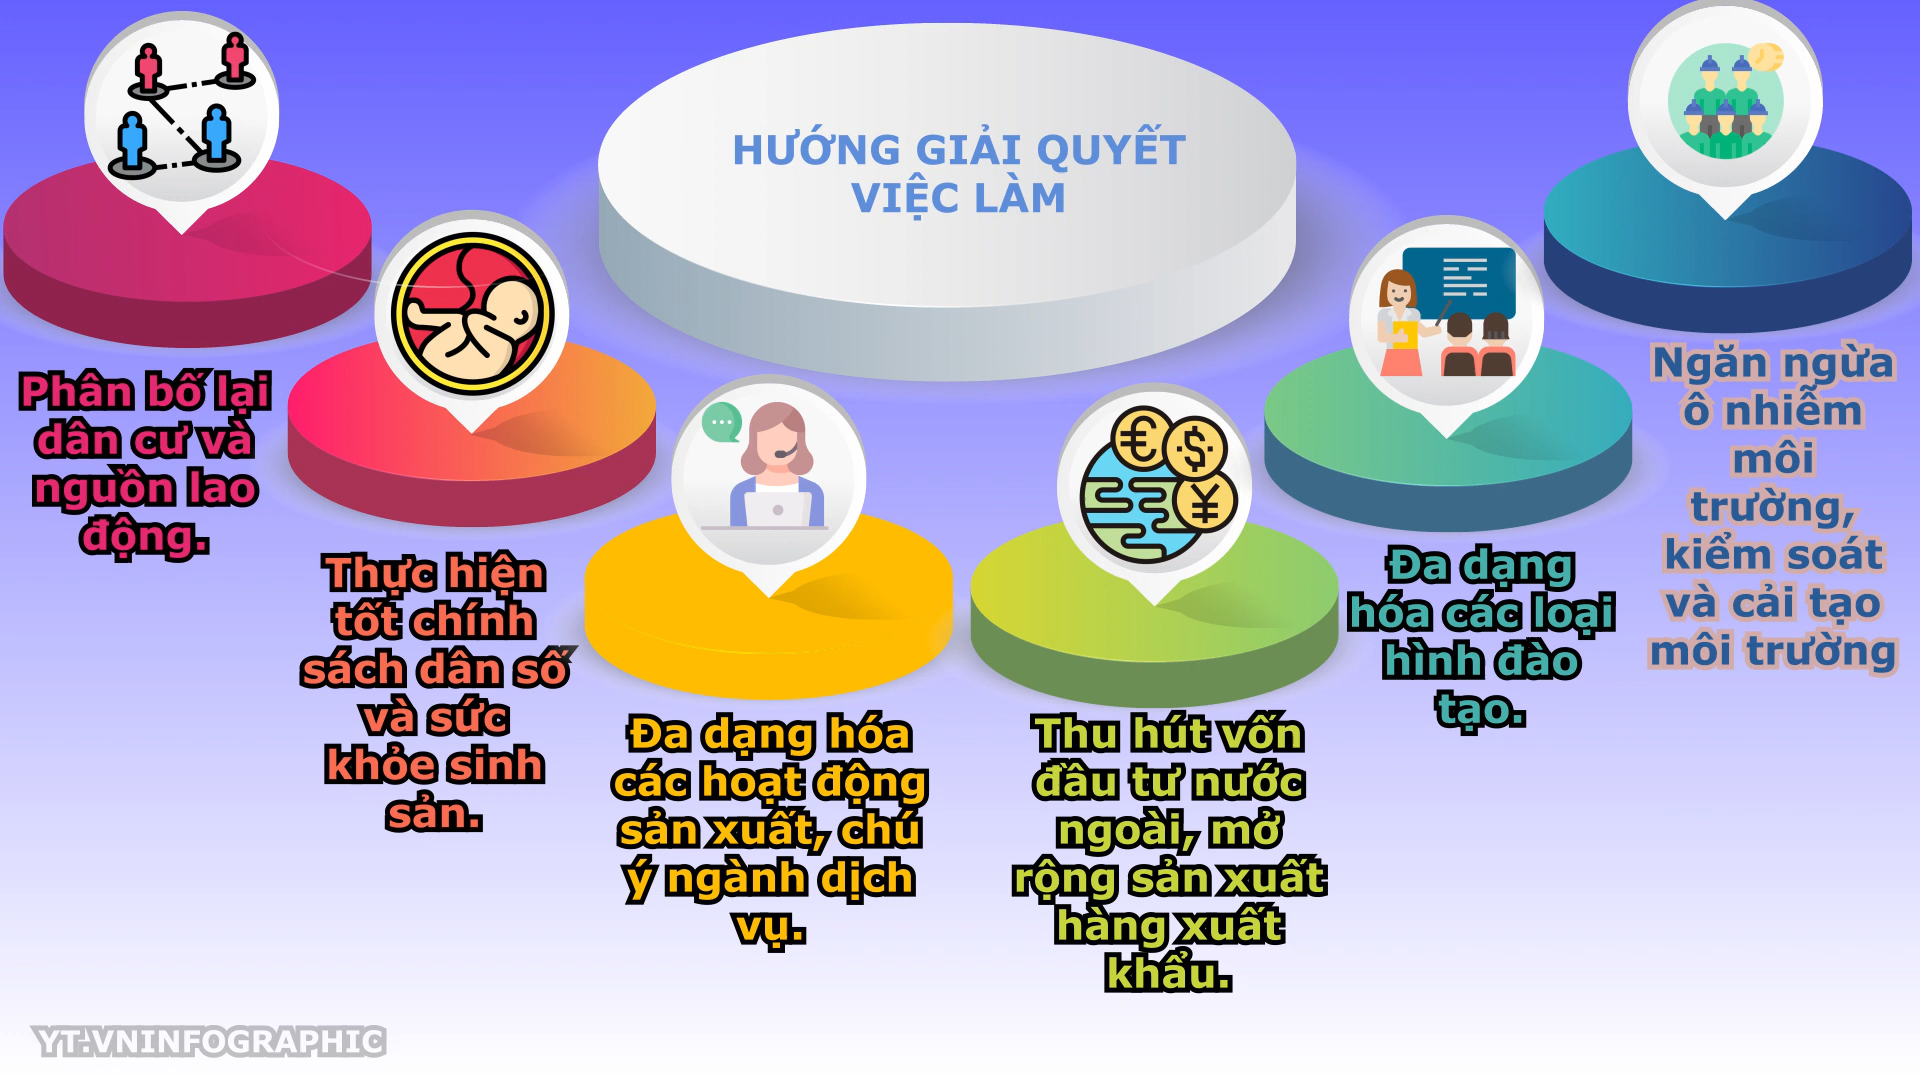 HƯỚNG GIẢI QUYẾT
VIỆC LÀM
Phân bố lại
dân cư và
nguồn lao
động.
Thực hiện
tốt chính
sách dân số
và sức
khỏe sinh
sản.
Đa dạng hóa
các hoạt động
sản xuất, chú
ý ngành dịch
vụ.
Thu hút vốn
đầu tư nước
ngoài, mở
rộng sản xuất
hàng xuất
khẩu.
Đa dạng
hóa các loại
hình đào
tạo.
Ngăn ngừa
ô nhiễm
môi
trường,
kiểm soát
và cải tạo
môi trường
YT.VNINFOGRAPHIC